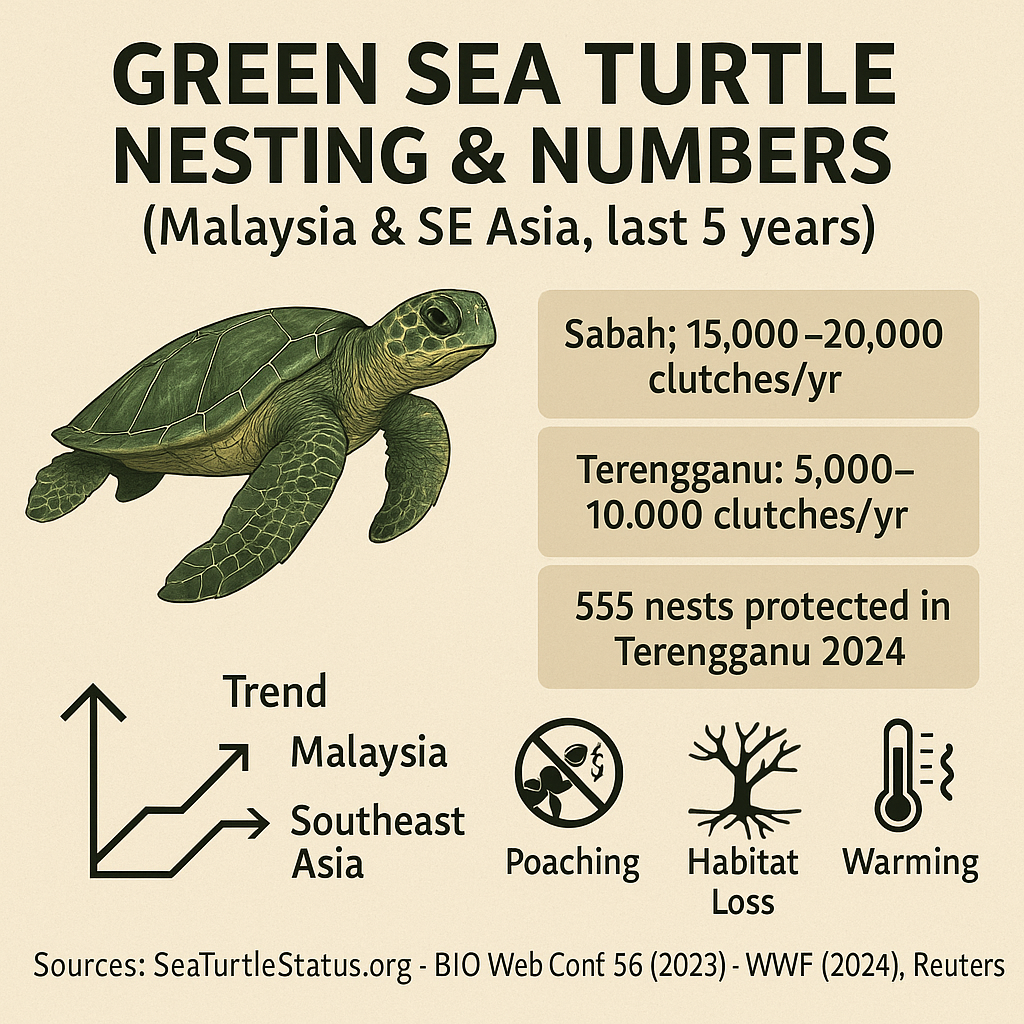 GREEN SEA TURTLE
NESTING & NUMBERS
(Malaysia & SE Asia, last 5 years)
Sabah; 15,000–20,000
clutches/yr
Terengganu: 5,000–
10.000 clutches/yr
555 nests protected in
Terengganu 2024
Trend
Malaysia
Southeast
Asia
Poaching
Habitat
Loss
Warming
Sources: SeaTurtleStatus.org - BIO Web Conf 56 (2023) - WWF (2024), Reuters